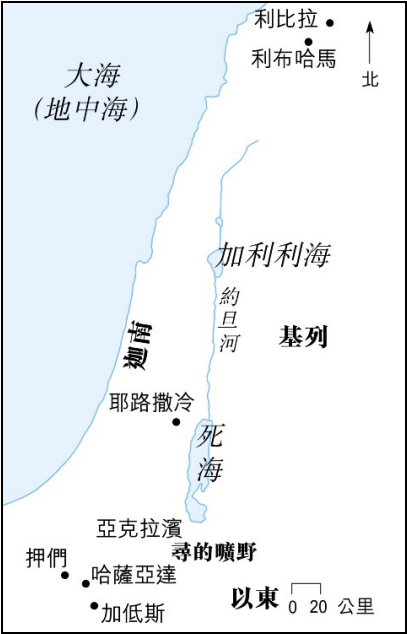 利比拉
利布哈馬
北
大海
(地中海)
加利利海
約旦河
基列
迦南
耶路撒冷
死海
亞克拉濱
尋的曠野
押們
哈薩亞達
加低斯
以東
0 20 公里